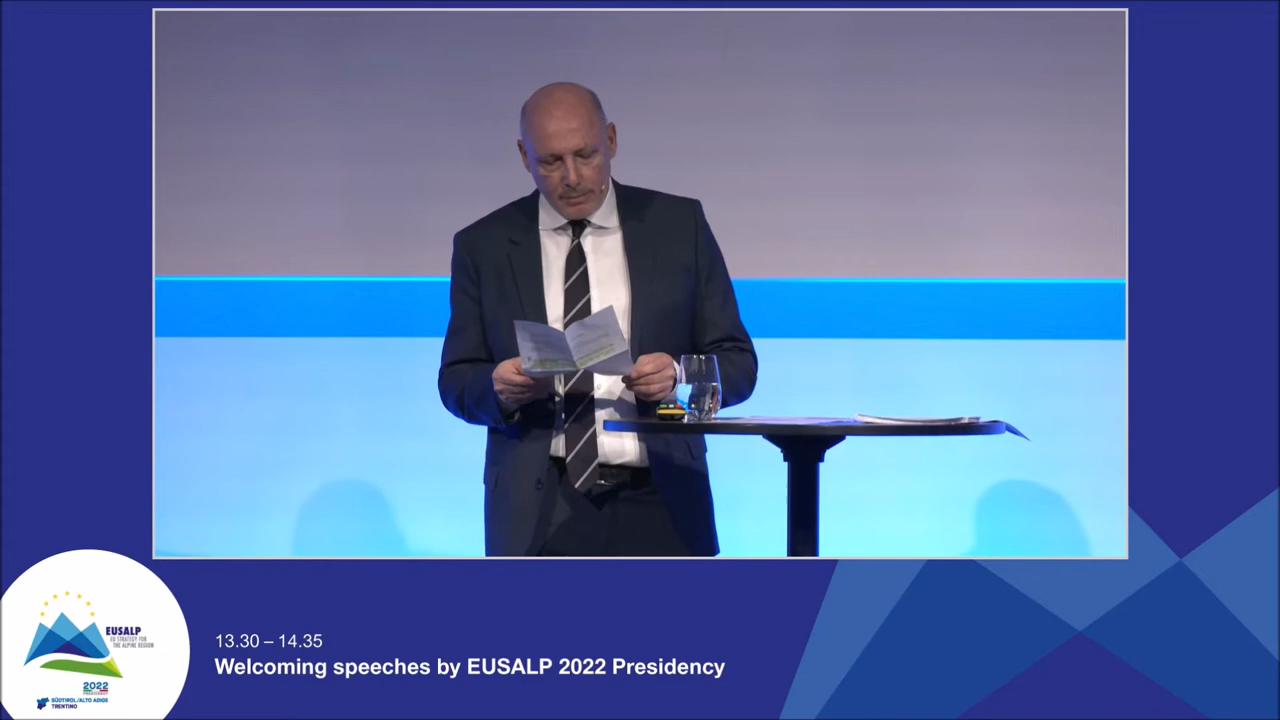 EUSALP
EU STRATEGY FOR
THE ALPINE REGION
2022
PRESIDENCY
SÜDTIROL/ALTO ADIGE
TRENTINO
13.30 – 14.35
Welcoming speeches by EUSALP 2022 Presidency